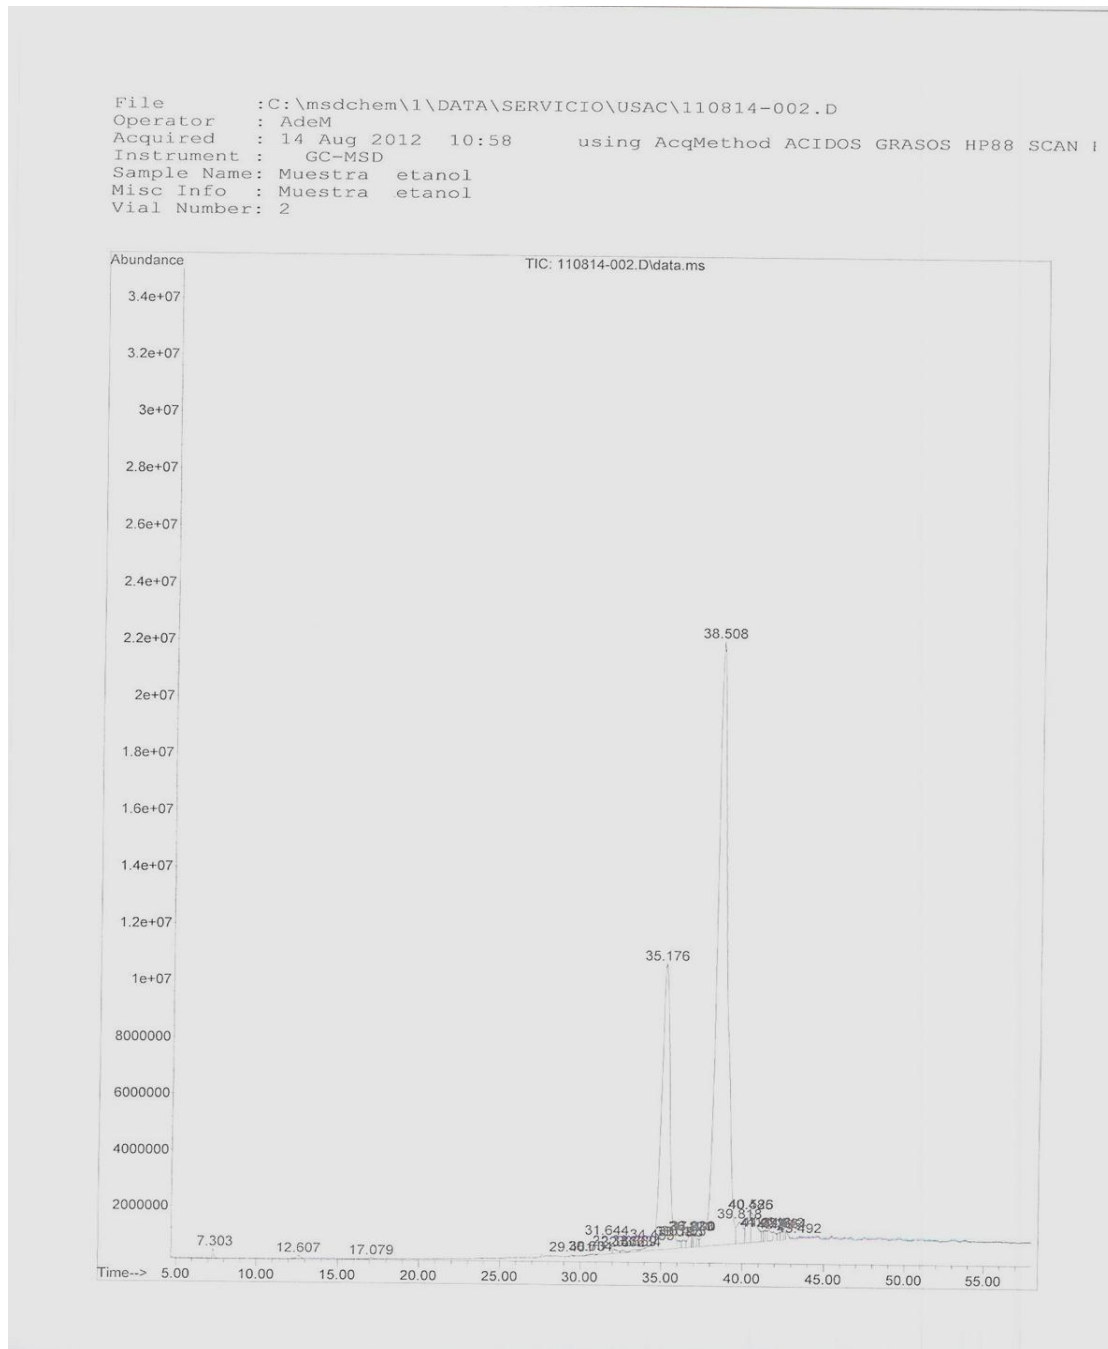 File :C:\msdchem\1\DATA\SERVICIO\USAC\110814-002.D
Operator : AdeM
Acquired : 14 Aug 2012 10:58 using AcqMethod ACIDOS GRASOS HP88 SCAN
Instrument : GC-MSD
Sample Name: Muestra etanol
Misc Info : Muestra etanol
Vial Number: 2
Abundance
TIC: 110814-002.D\data.ms
3.4e+07
3.2e+07
3e+07
2.8e+07
2.6e+07
2.4e+07
2.2e+07
38.508
2e+07
1.8e+07
1.6e+07
1.4e+07
1.2e+07
35.176
1e+07
8000000
6000000
4000000
2000000
39.818
31.644
7.303
12.607
17.079
Time--> 5.00 10.00 15.00 20.00 25.00 30.00 35.00 40.00 45.00 50.00 55.00